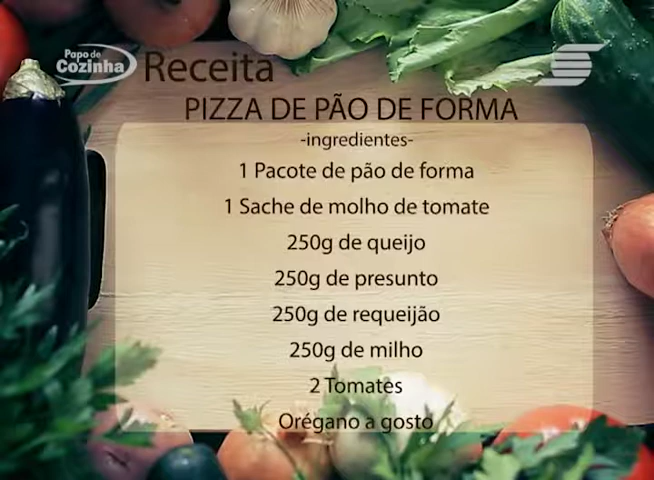 Papo de
Cozinha
Receita
PIZZA DE PÃO DE FORMA
-ingredientes-
1 Pacote de pão de forma
1 Sache de molho de tomate
250g de queijo
250g de presunto
250g de requeijão
250g de milho
2 Tomates
Orégano a gosto